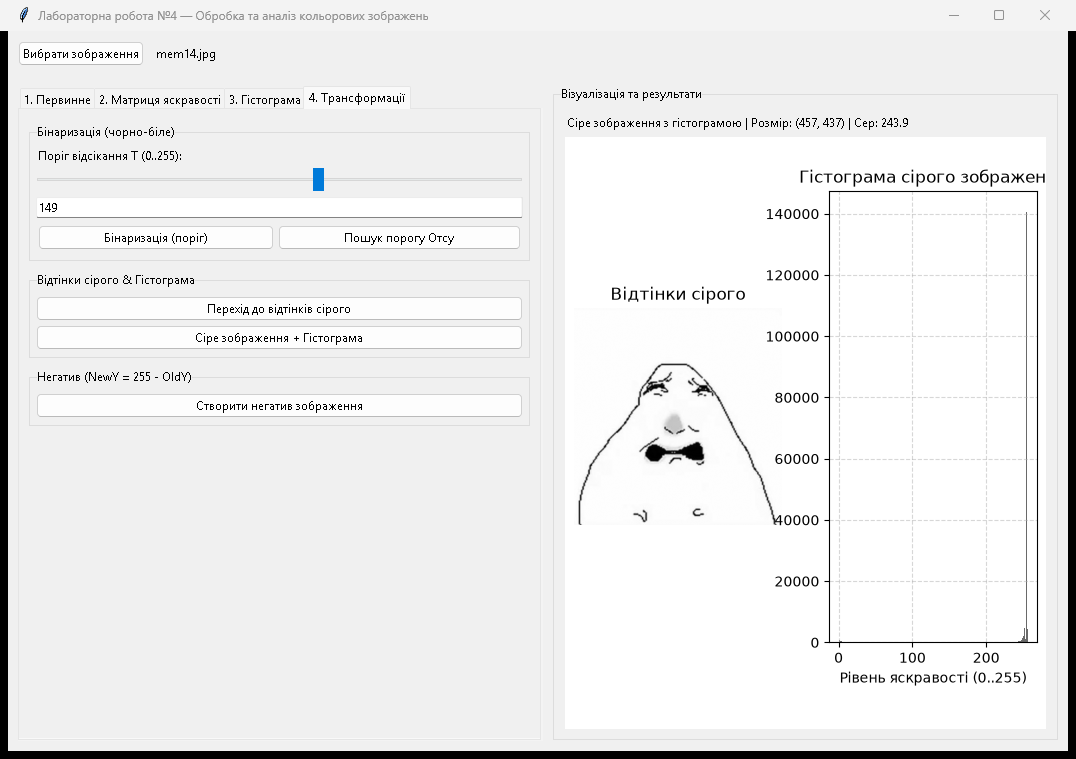 Лабораторна робота №4 — Обробка та аналіз кольорових зображень
Вибрати зображення mem14.jpg
1. Первинне 2. Матриця яскравості 3. Гістограма 4. Трансформації
Бінаризація (чорно-біле)
Поріг відсікання T (0..255):
149
Бінаризація (поріг) Пошук порогу Отсу
Відтінки сірого & Гістограма
Перехід до відтінків сірого
Сіре зображення + Гістограма
Негатив (NewY = 255 - OldY)
Створити негатив зображення
Візуалізація та результати
Сіре зображення з гістограмою | Розмір: (457, 437) | Сер: 243.9
Відтінки сірого
Гістограма сірого зображен
140000
120000
100000
80000
60000
40000
20000
0
0 100 200
Рівень яскравості (0..255)